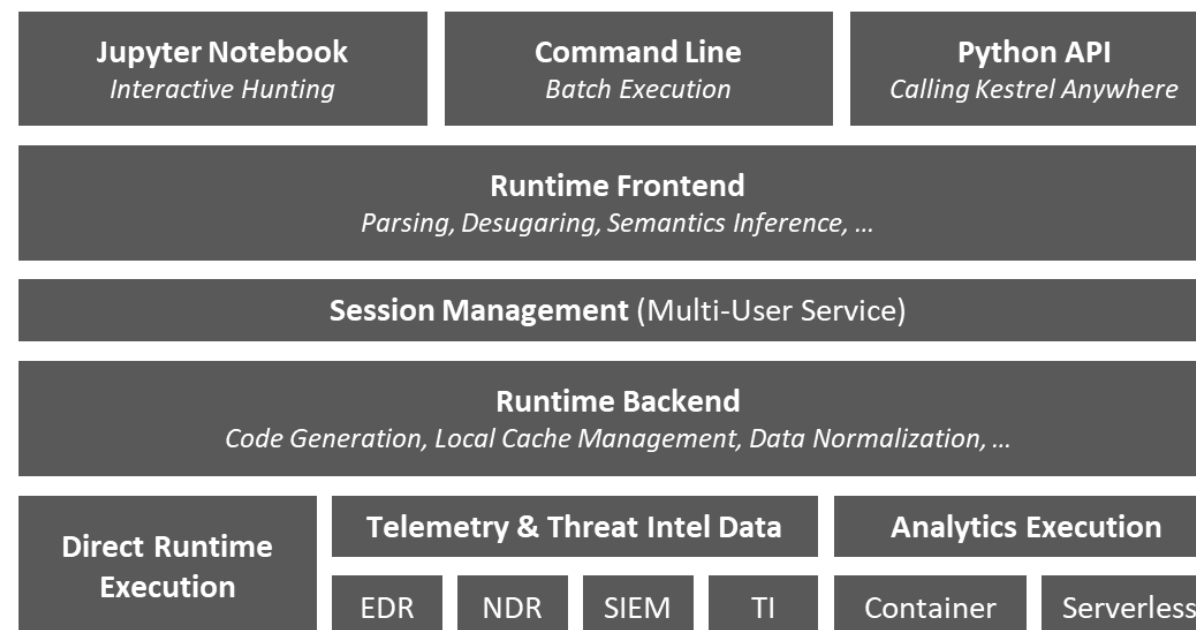 Jupyter Notebook
Interactive Hunting
Command Line
Batch Execution
Python API
Calling Kestrel Anywhere
Runtime Frontend
Parsing, Desugaring, Semantics Inference, ...
Session Management (Multi-User Service)
Runtime Backend
Code Generation, Local Cache Management, Data Normalization, ...
Direct Runtime
Execution
Telemetry & Threat Intel Data
EDR
NDR
SIEM
TI
Analytics Execution
Container
Serverless